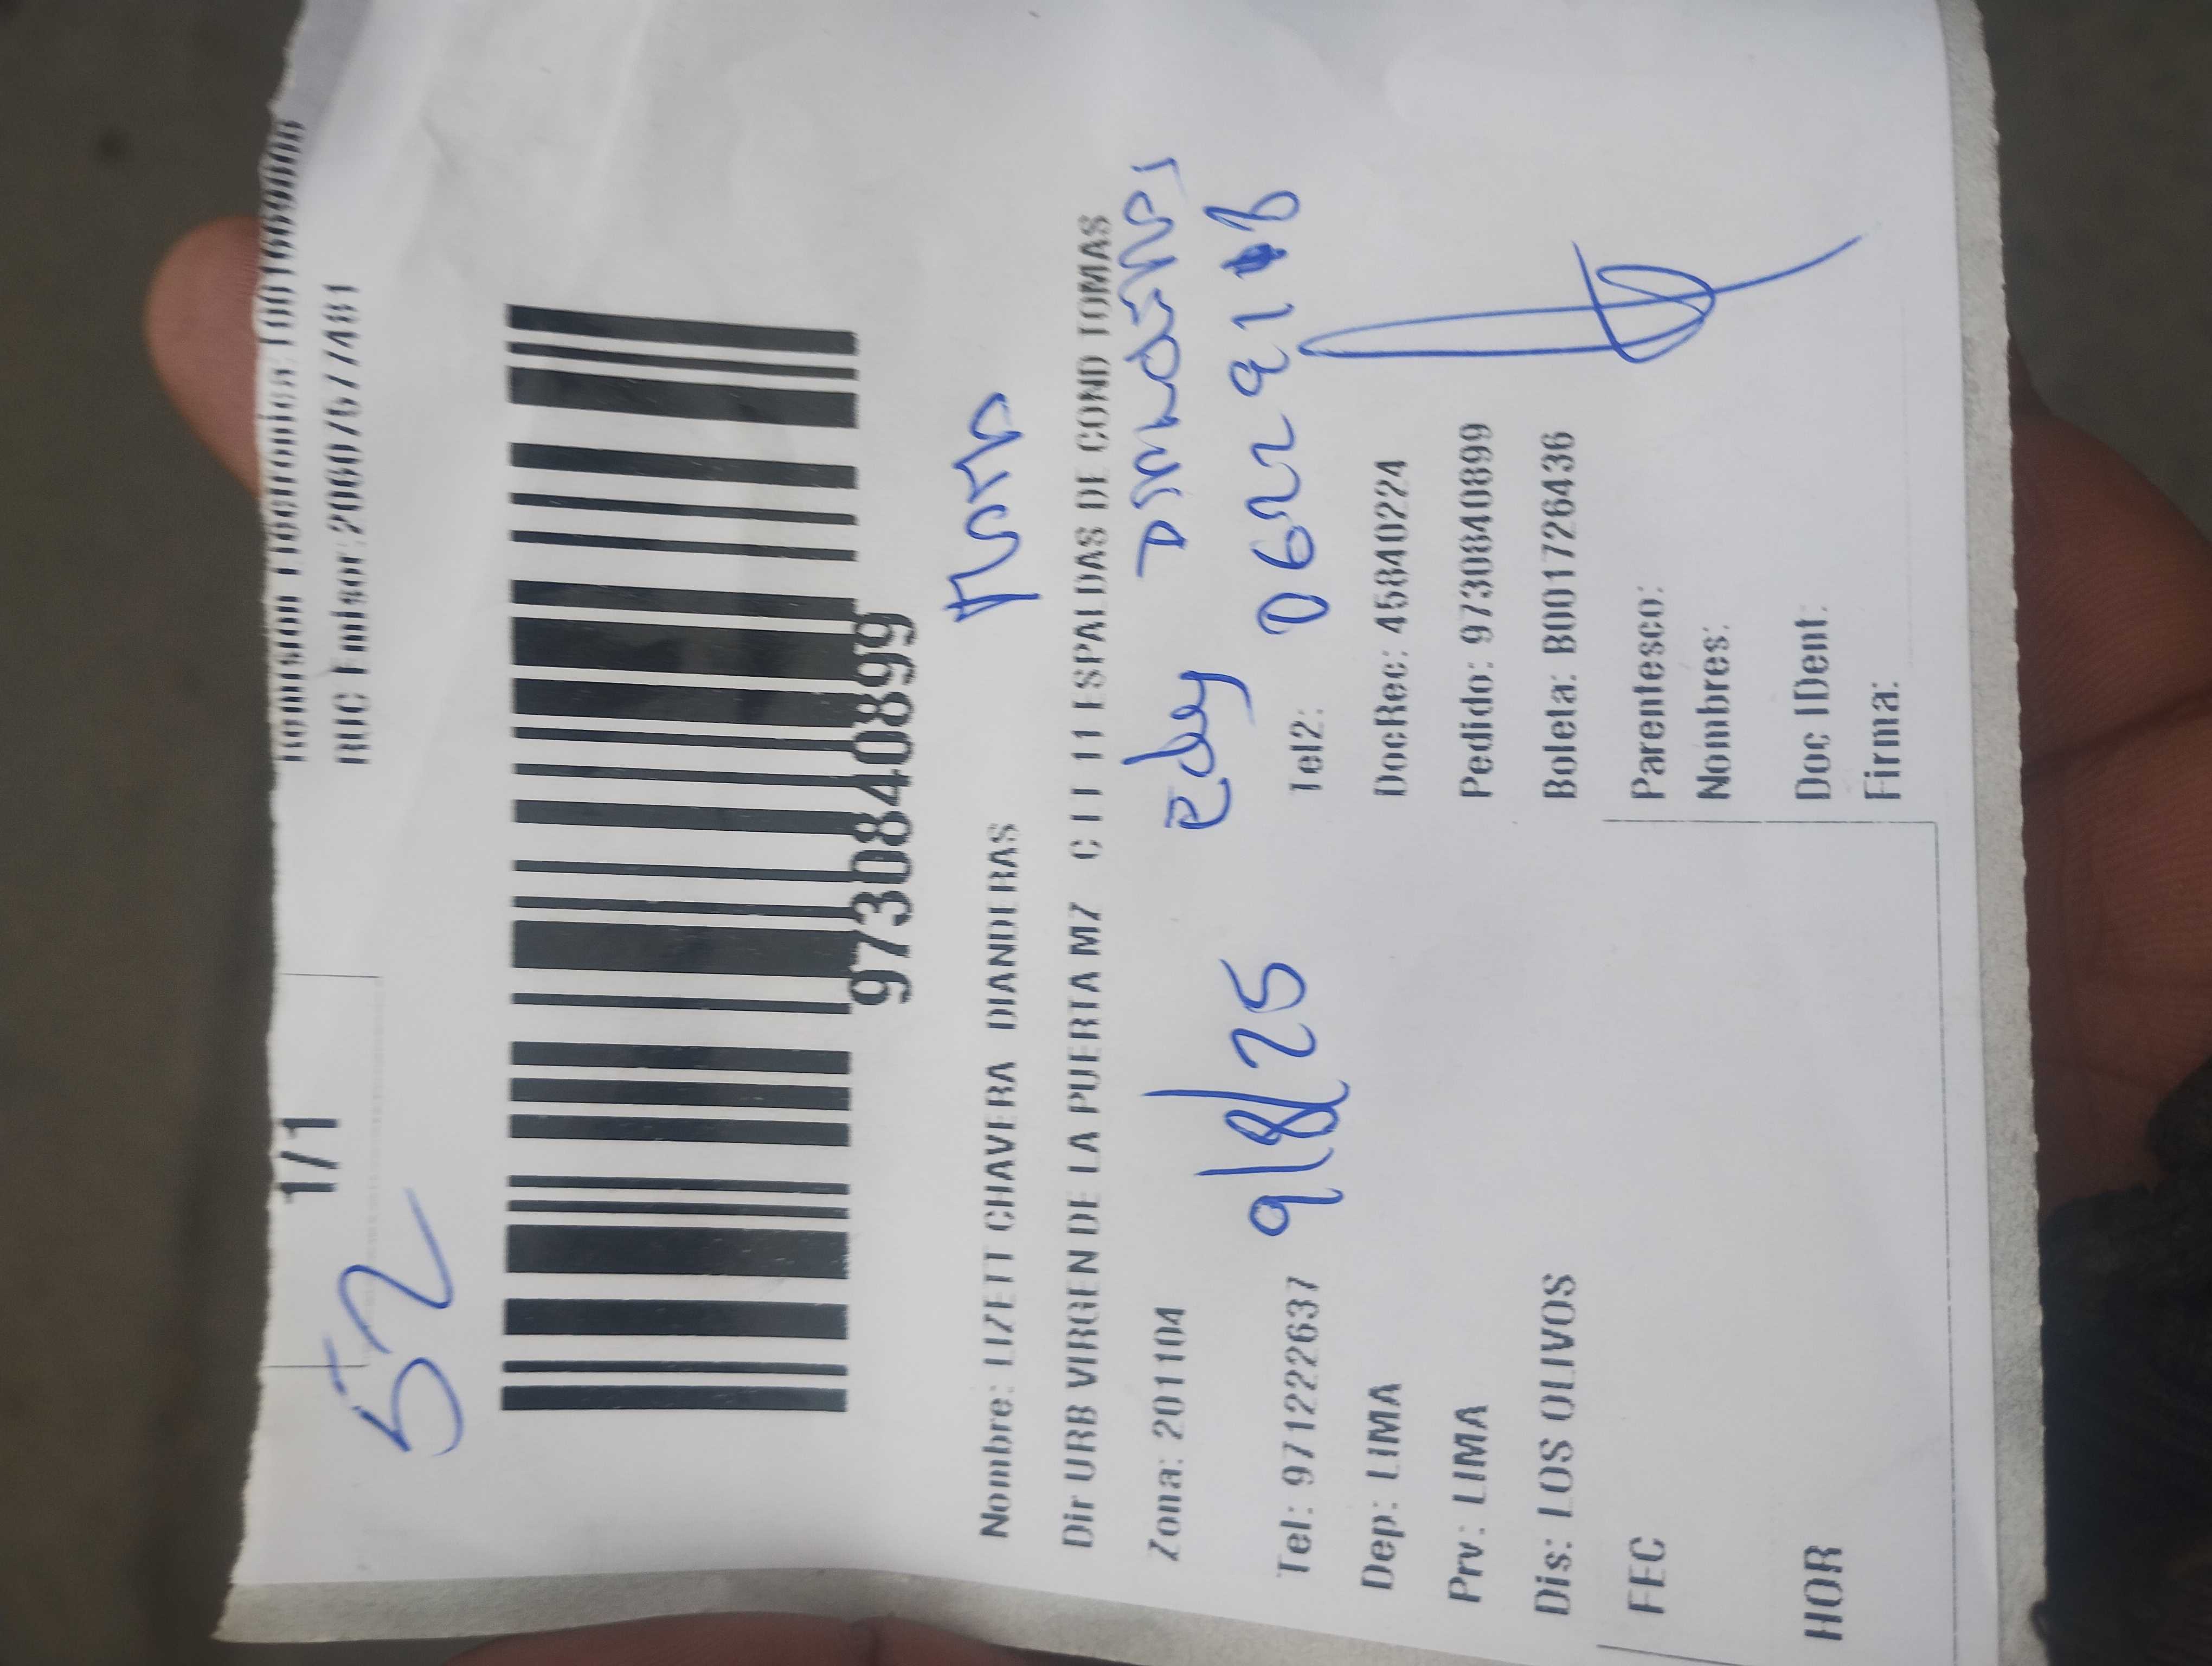 1/1
RUC Emisor:20607577481
52
9730840899
Nombre: LIZETT CHAVERA DIANDERAS
Dir URB VIRGEN DE LA PUERTA MZ C LT 11 ESPALDAS DE COND TOMAS
Zona: 201104
Edy
9/8/25
Tel: 971222637 Tel2:
Dep: LIMA DocRec: 45840224
Prv: LIMA Pedido: 9730840899
Dis: LOS OLIVOS Boleta: B001726436
FEC Parentesco:
Nombres:
HOR Doc IDent:
Firma: